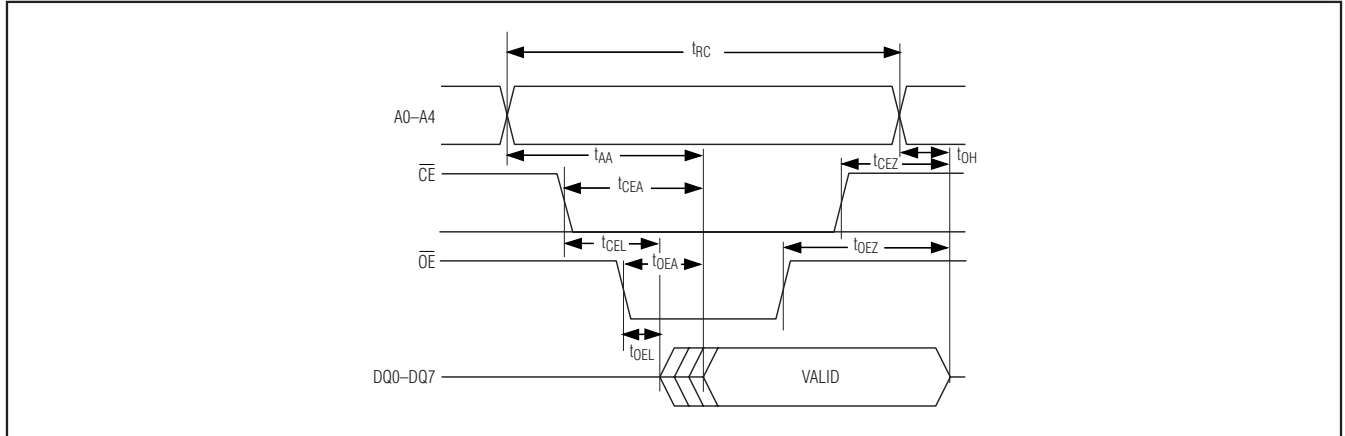 tRC
A0–A4
tAA
tCEZ
tOH
CE
tCEA
tCEL
tOEZ
OE
tOEA
tOEL
DQ0–DQ7
VALID